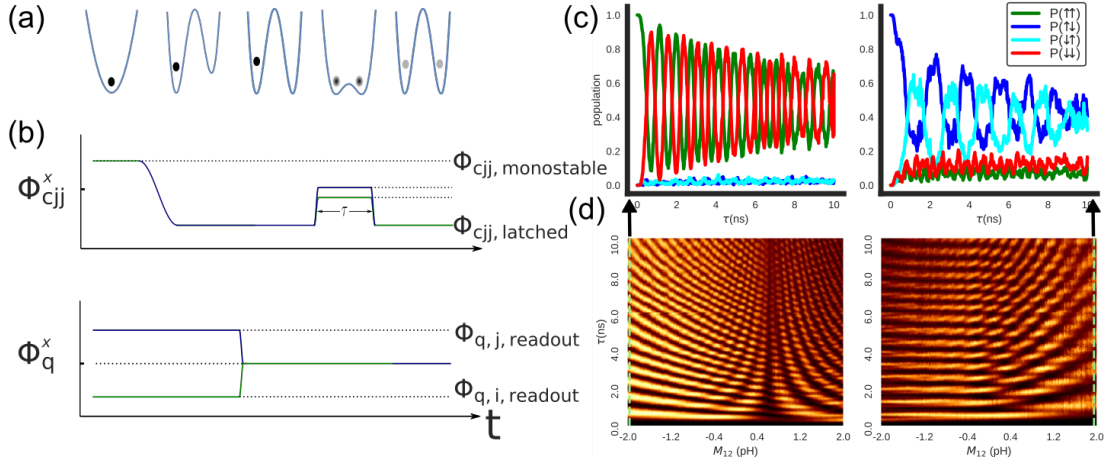 (a)
(b)
Φ^x_cjj
Φ_cjj, monostable
τ
Φ_cjj, latched
Φ^x_q
Φ_q, j, readout
Φ_q, i, readout
t
(c)
population
1.0
0.8
0.6
0.4
0.2
0.0
0 2 4 6 8 10
τ(ns)
1.0
0.8
0.6
0.4
0.2
0.0
0 2 4 6 8 10
τ(ns)
P(⇈)
P(↑↓)
P(↓↑)
P(⇊)
(d)
τ(ns)
10.0
8.0
6.0
4.0
2.0
0.0
-2.0 -1.2 -0.4 0.4 1.2 2.0
M₁₂ (pH)
10.0
8.0
6.0
4.0
2.0
0.0
-2.0 -1.2 -0.4 0.4 1.2 2.0
M₁₂ (pH)